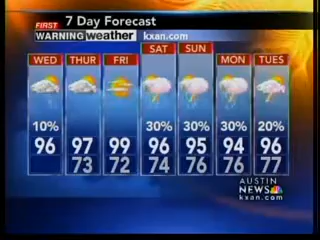 FIRST 7 Day Forecast
WARNING weather kxan.com
WED THUR FRI SAT SUN MON TUES
10% 30% 30% 30% 20%
96 97 99 96 95 94 96
73 72 74 76 76 77
AUSTIN
NEWS
kxan.com